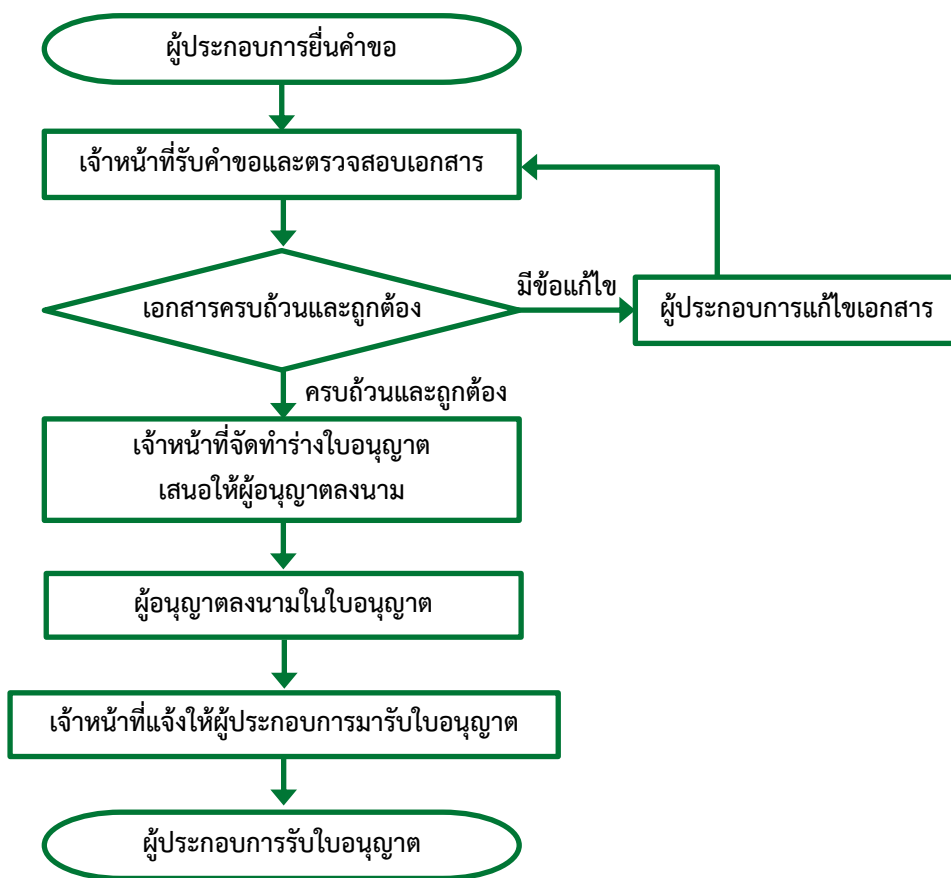 ผู้ประกอบการยื่นคำขอ
เจ้าหน้าที่รับคำขอและตรวจสอบเอกสาร
เอกสารครบถ้วนและถูกต้อง
มีข้อแก้ไข
ผู้ประกอบการแก้ไขเอกสาร
ครบถ้วนและถูกต้อง
เจ้าหน้าที่จัดทำร่างใบอนุญาต
เสนอให้ผู้อนุญาตลงนาม
ผู้อนุญาตลงนามในใบอนุญาต
เจ้าหน้าที่แจ้งให้ผู้ประกอบการมารับใบอนุญาต
ผู้ประกอบการรับใบอนุญาต